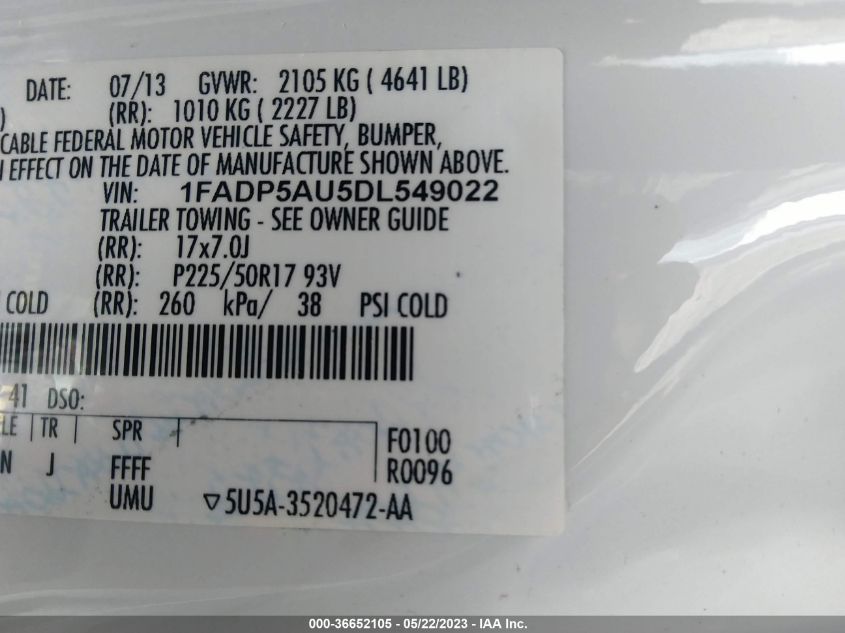 DATE: 07/13 GVWR: 2105 KG ( 4641 LB)
) (RR): 1010 KG ( 2227 LB)
CABLE FEDERAL MOTOR VEHICLE SAFETY, BUMPER,
N EFFECT ON THE DATE OF MANUFACTURE SHOWN ABOVE.
VIN: 1FADP5AU5DL549022
TRAILER TOWING - SEE OWNER GUIDE
(RR): 17x7.0J
(RR): P225/50R17 93V
I COLD (RR): 260 kPa/ 38 PSI COLD
41 DSO:
LE TR SPR
N J FFFF F0100
UMU R0096
5U5A-3520472-AA
000-36652105 - 05/22/2023 - IAA Inc.